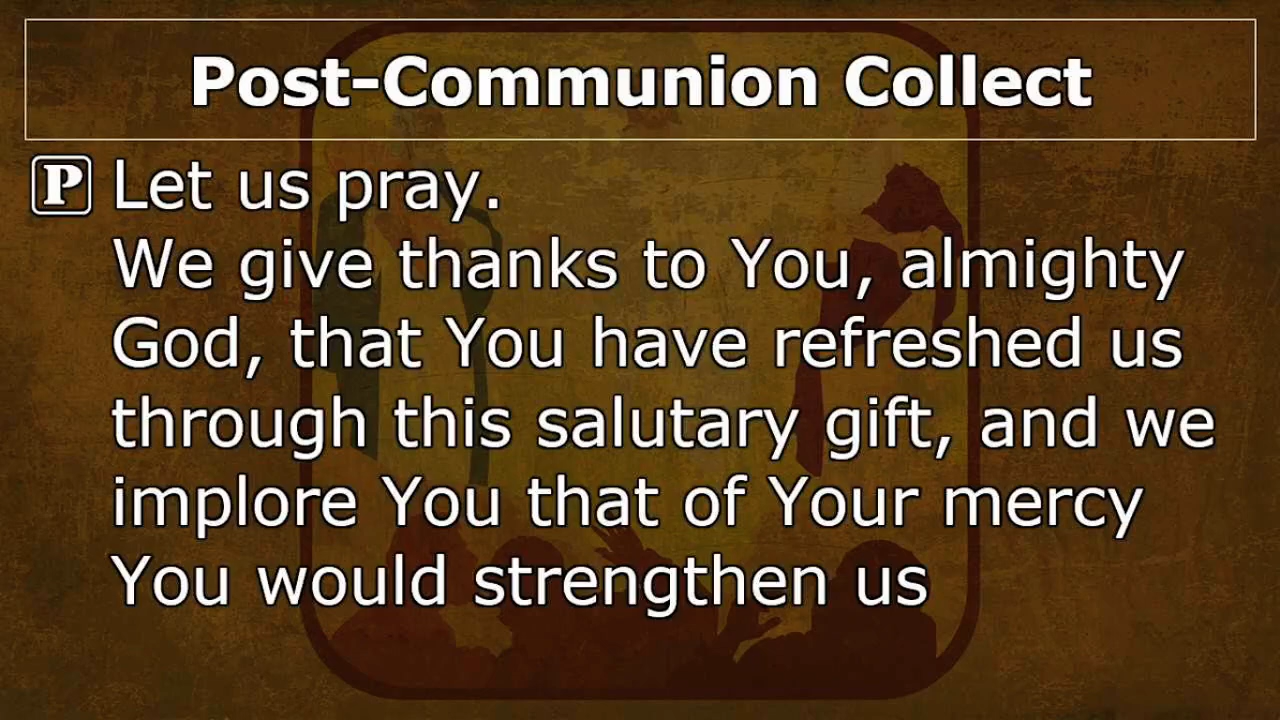 Post-Communion Collect
P Let us pray.
We give thanks to You, almighty
God, that You have refreshed us
through this salutary gift, and we
implore You that of Your mercy
You would strengthen us